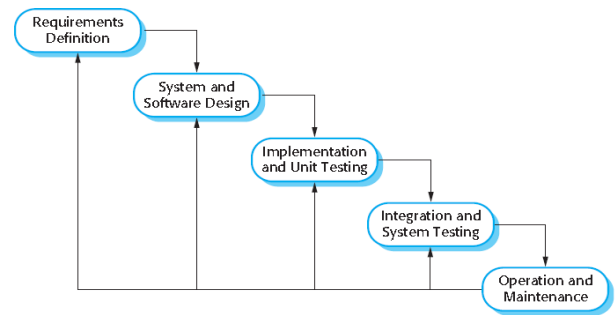 Requirements
Definition
System and
Software Design
Implementation
and Unit Testing
Integration and
System Testing
Operation and
Maintenance